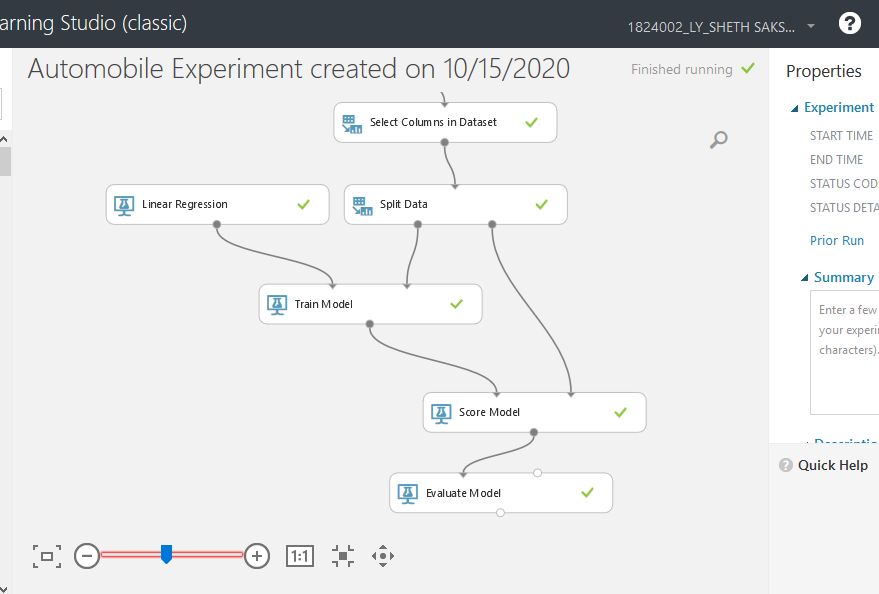 arning Studio (classic)
1824002_LY_SHETH SAKS...
?
Automobile Experiment created on 10/15/2020
Finished running
Properties
Select Columns in Dataset
Experiment
START TIME
END TIME
STATUS COD
STATUS DETA
Linear Regression
Split Data
Prior Run
Summary
Train Model
Enter a few
your experi
characters).
Score Model
Descriptio
? Quick Help
Evaluate Model
1:1